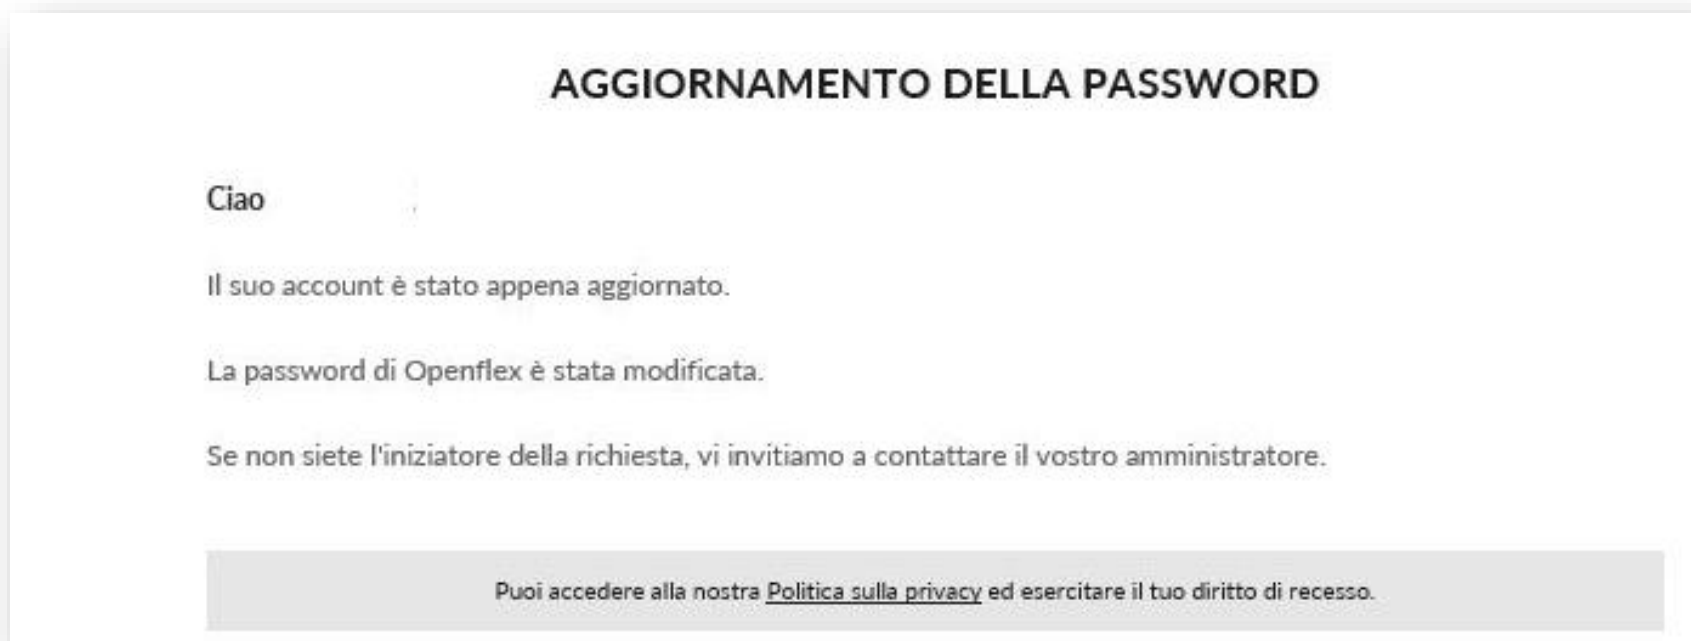 AGGIORNAMENTO DELLA PASSWORD
Ciao
Il suo account è stato appena aggiornato.
La password di Openflex è stata modificata.
Se non siete l'iniziatore della richiesta, vi invitiamo a contattare il vostro amministratore.
Puoi accedere alla nostra Politica sulla privacy ed esercitare il tuo diritto di recesso.